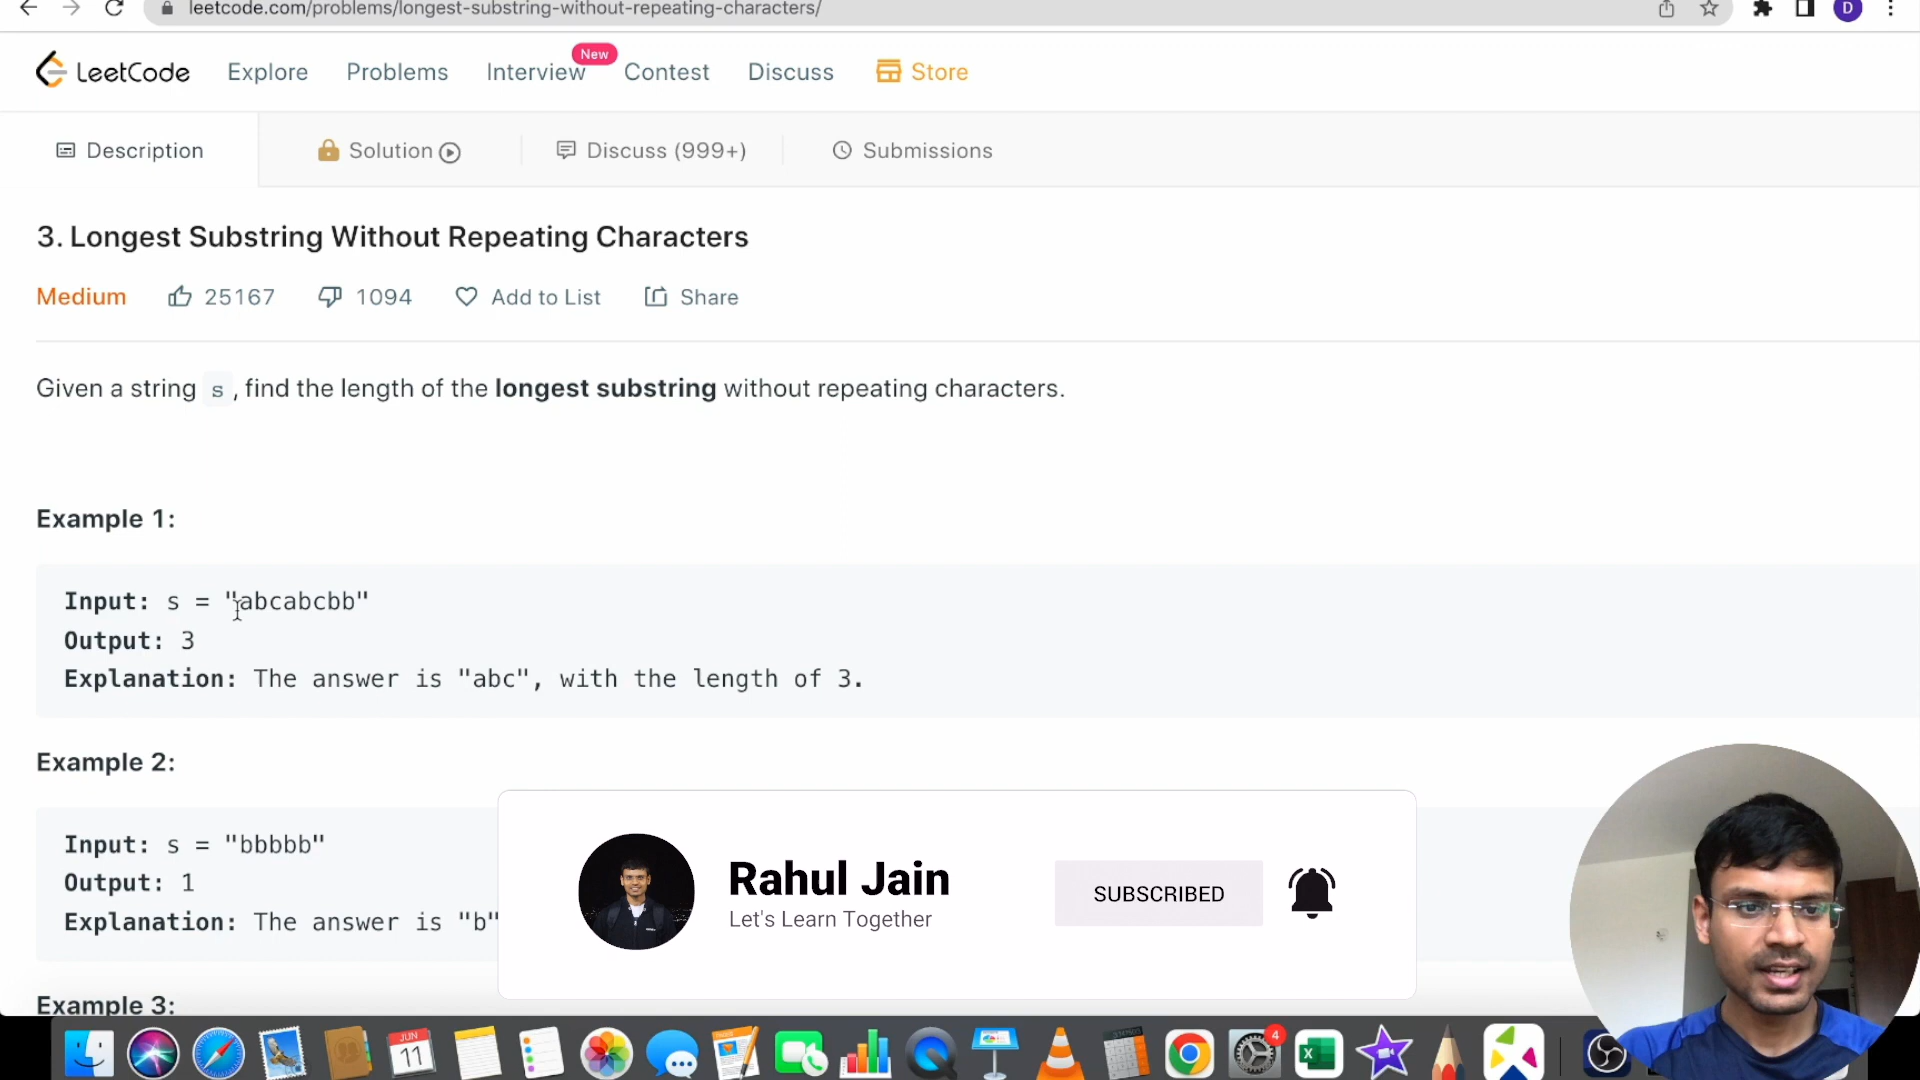 leetcode.com/problems/longest-substring-without-repeating-characters/
D
LeetCode Explore Problems Interview New Contest Discuss Store
Description Solution Discuss (999+) Submissions
3. Longest Substring Without Repeating Characters
Medium 25167 1094 Add to List Share
Given a string s , find the length of the longest substring without repeating characters.
Example 1:
Input: s = "abcabcbb"
Output: 3
Explanation: The answer is "abc", with the length of 3.
Example 2:
Input: s = "bbbbb"
Output: 1
Explanation: The answer is "b"
Rahul Jain
Let's Learn Together
SUBSCRIBED
Example 3:
JUN
11
4